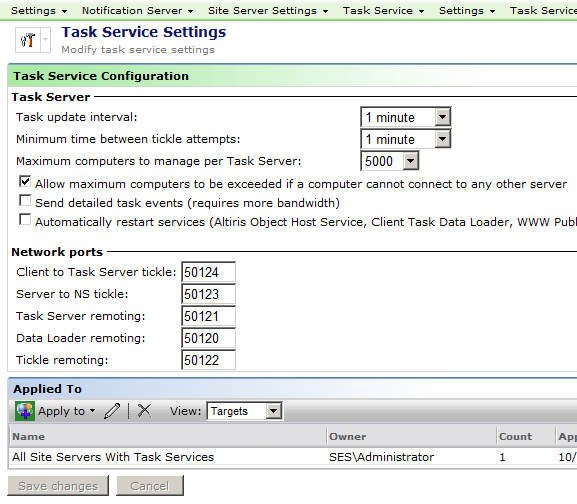 Settings Notification Server Site Server Settings Task Service Settings Task Service
Task Service Settings
Modify task service settings
Task Service Configuration
Task Server
Task update interval: 1 minute
Minimum time between tickle attempts: 1 minute
Maximum computers to manage per Task Server: 5000
Allow maximum computers to be exceeded if a computer cannot connect to any other server
Send detailed task events (requires more bandwidth)
Automatically restart services (Altiris Object Host Service, Client Task Data Loader, WWW Publ
Network ports
Client to Task Server tickle: 50124
Server to NS tickle: 50123
Task Server remoting: 50121
Data Loader remoting: 50120
Tickle remoting: 50122
Applied To
Apply to View: Targets
Name Owner Count App
All Site Servers With Task Services SES\Administrator 1 10/
Save changes Cancel